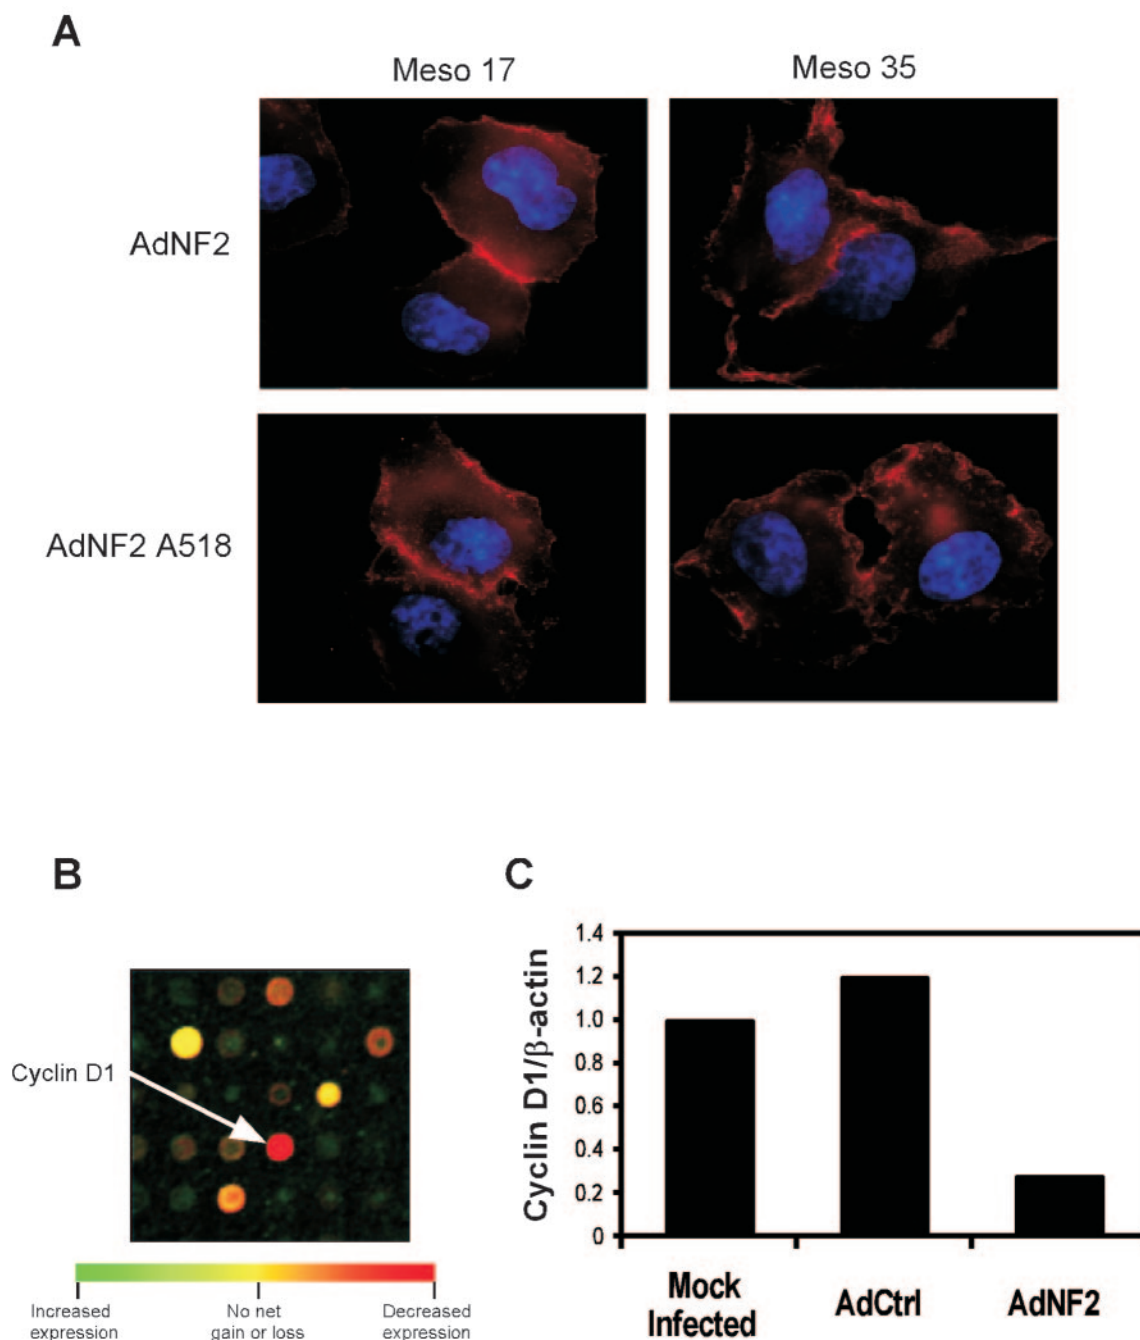 A
Meso 17
Meso 35
AdNF2
AdNF2 A518
B
Cyclin D1
Increased
expression
No net
gain or loss
Decreased
expression
C
Cyclin D1/β-actin
1.4
1.2
1.0
0.8
0.6
0.4
0.2
0
Mock
Infected
AdCtrl
AdNF2